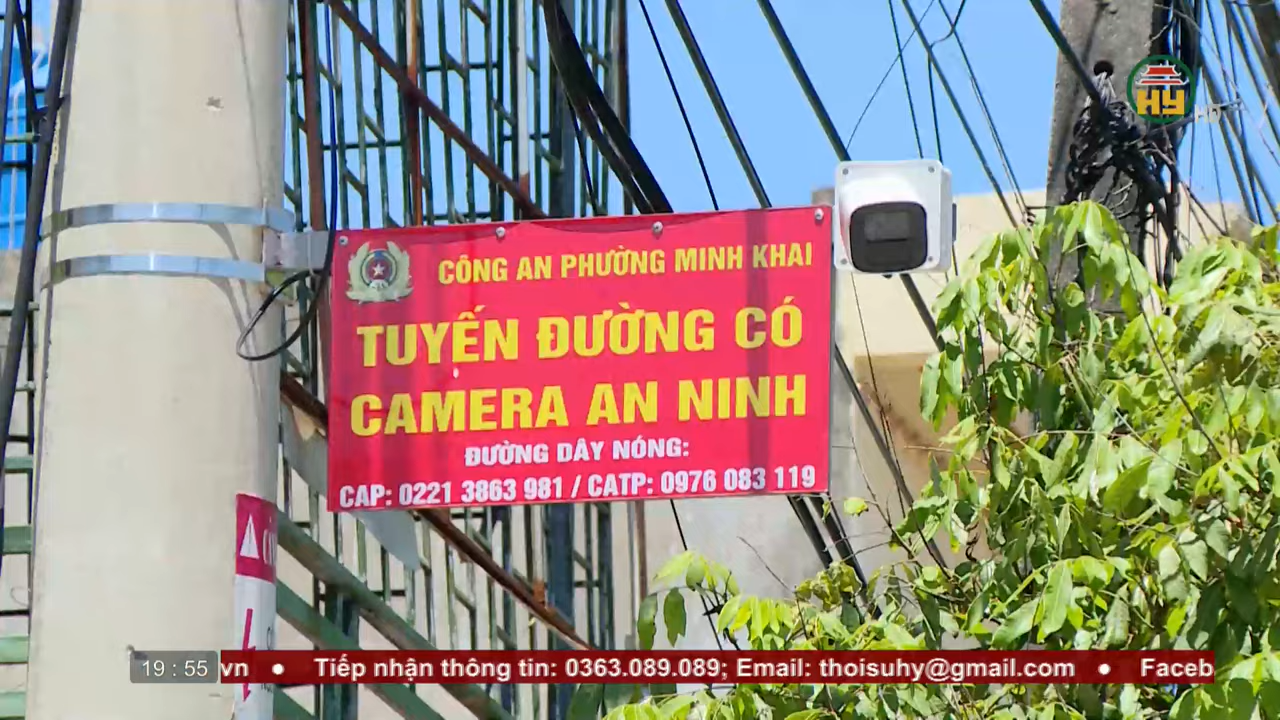 HY
HD
CÔNG AN PHƯỜNG MINH KHAI
TUYẾN ĐƯỜNG CÓ
CAMERA AN NINH
ĐƯỜNG DÂY NÓNG:
CAP: 0221 3863 981 / CATP: 0976 083 119
19 : 55 vn • Tiếp nhận thông tin: 0363.089.089; Email: thoisuhy@gmail.com • Faceb